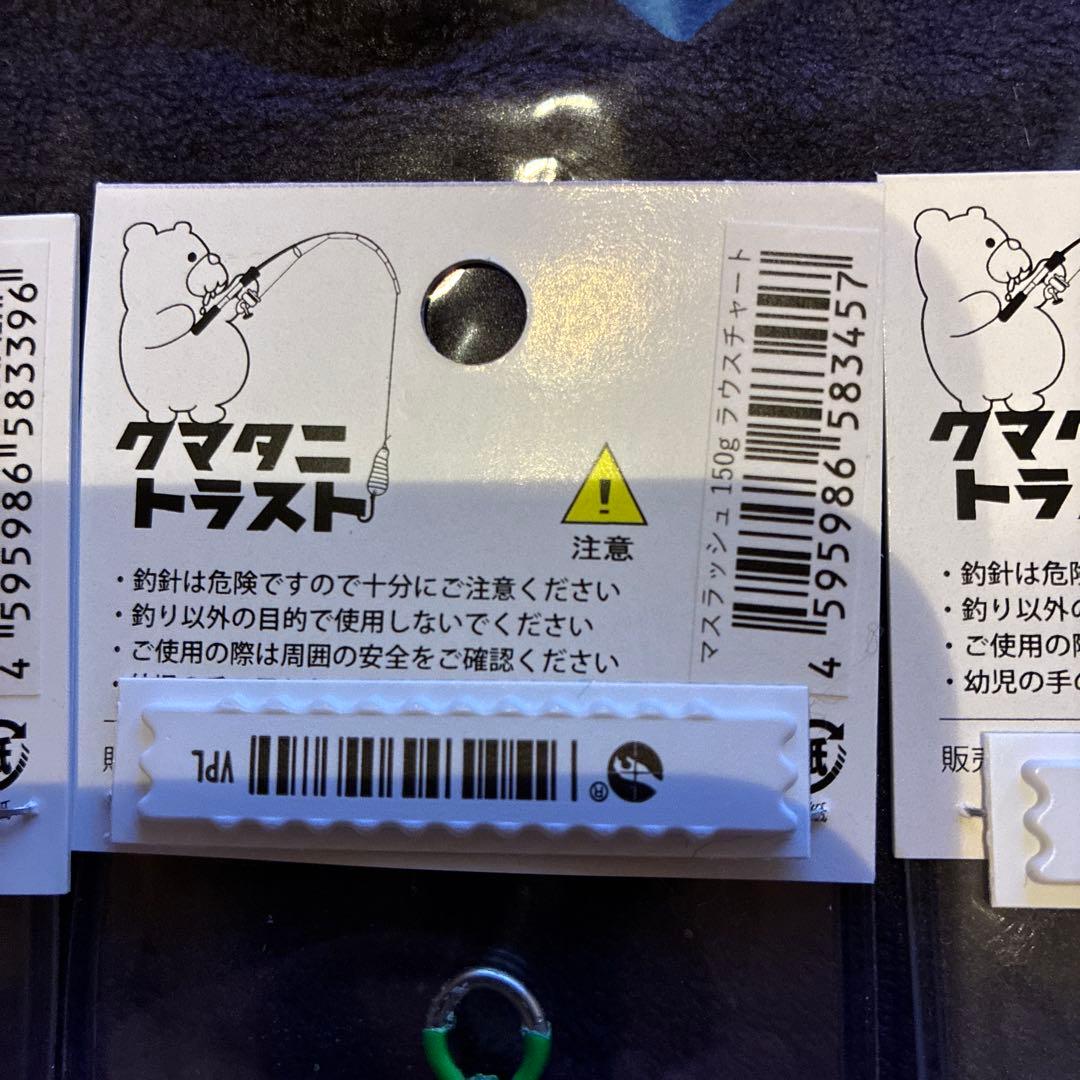 4 595986 583396
クマタニ
トラスト
注意
・釣針は危険ですので十分にご注意ください
・釣り以外の目的で使用しないでください
・ご使用の際は周囲の安全をご確認ください
マスラッシュ 150g ラウスチャート
4 595986 583457
VPL
®
紙
クマ
トラ
・釣針は危険
・釣り以外の
・ご使用の際
・幼児の手の
販売